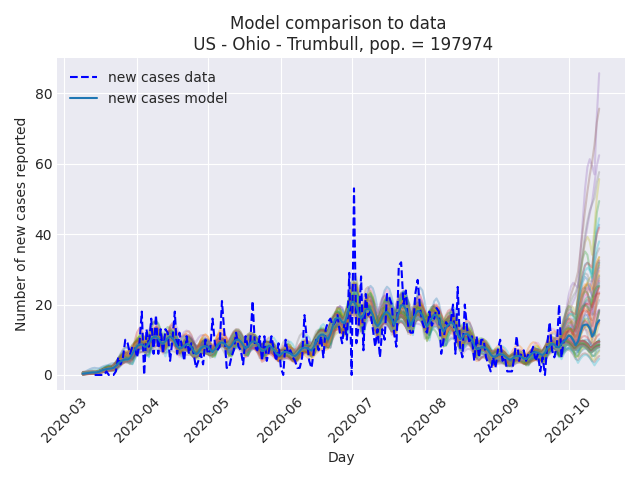 Model comparison to data
US - Ohio - Trumbull, pop. = 197974
new cases data
new cases model
Number of new cases reported
80
60
40
20
0
2020-03
2020-04
2020-05
2020-06
2020-07
2020-08
2020-09
2020-10
Day